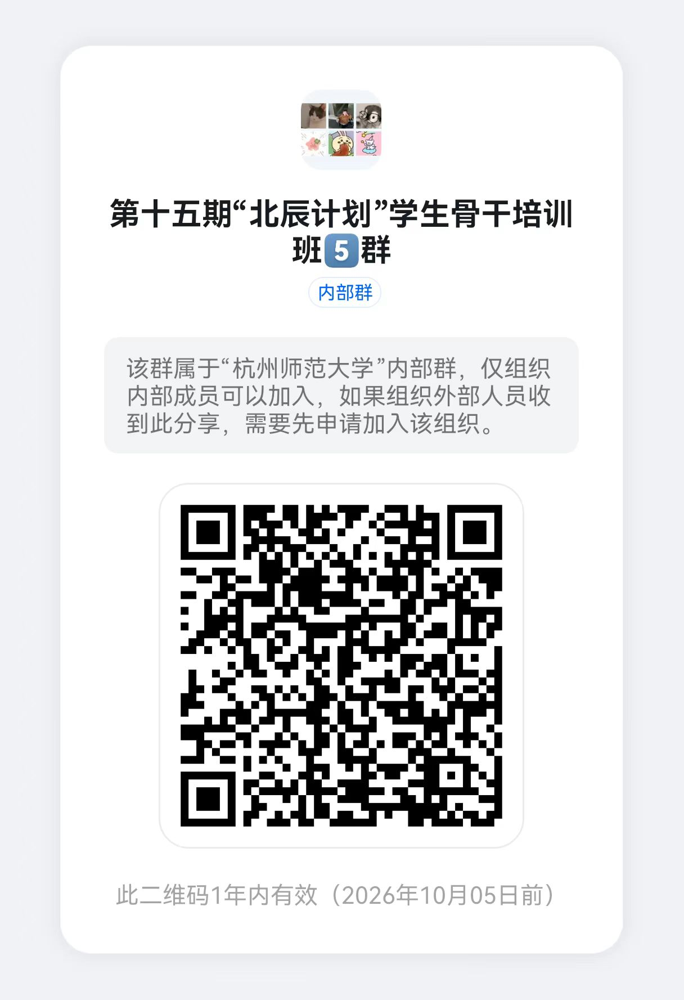 第十五期“北辰计划”学生骨干培训
班5️⃣群
内部群
该群属于“杭州师范大学”内部群，仅组织
内部成员可以加入，如果组织外部人员收
到此分享，需要先申请加入该组织。
此二维码1年内有效（2026年10月05日前）